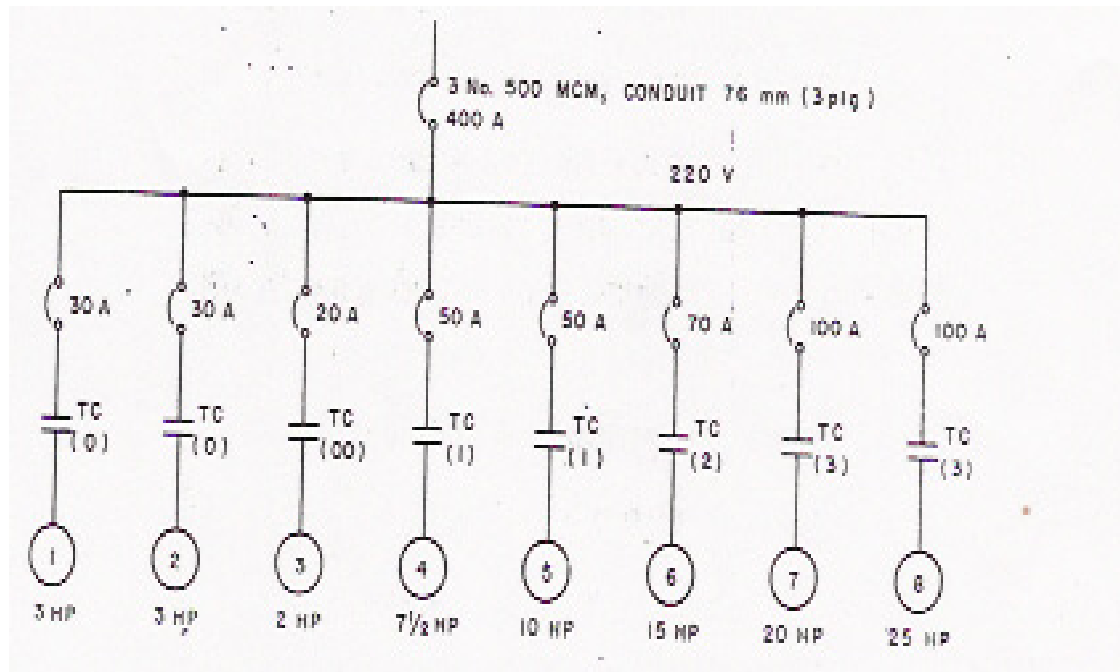 3 No. 500 MCM, CONDUIT 76 mm (3 plg)
400 A
220 V
30 A
30 A
20 A
50 A
50 A
70 A
100 A
100 A
TC
(0)
TC
(0)
TC
(00)
TC
(1)
TC
(1)
TC
(2)
TC
(3)
TC
(3)
1
2
3
4
5
6
7
8
3 HP
3 HP
2 HP
7 1/2 HP
10 HP
15 HP
20 HP
25 HP